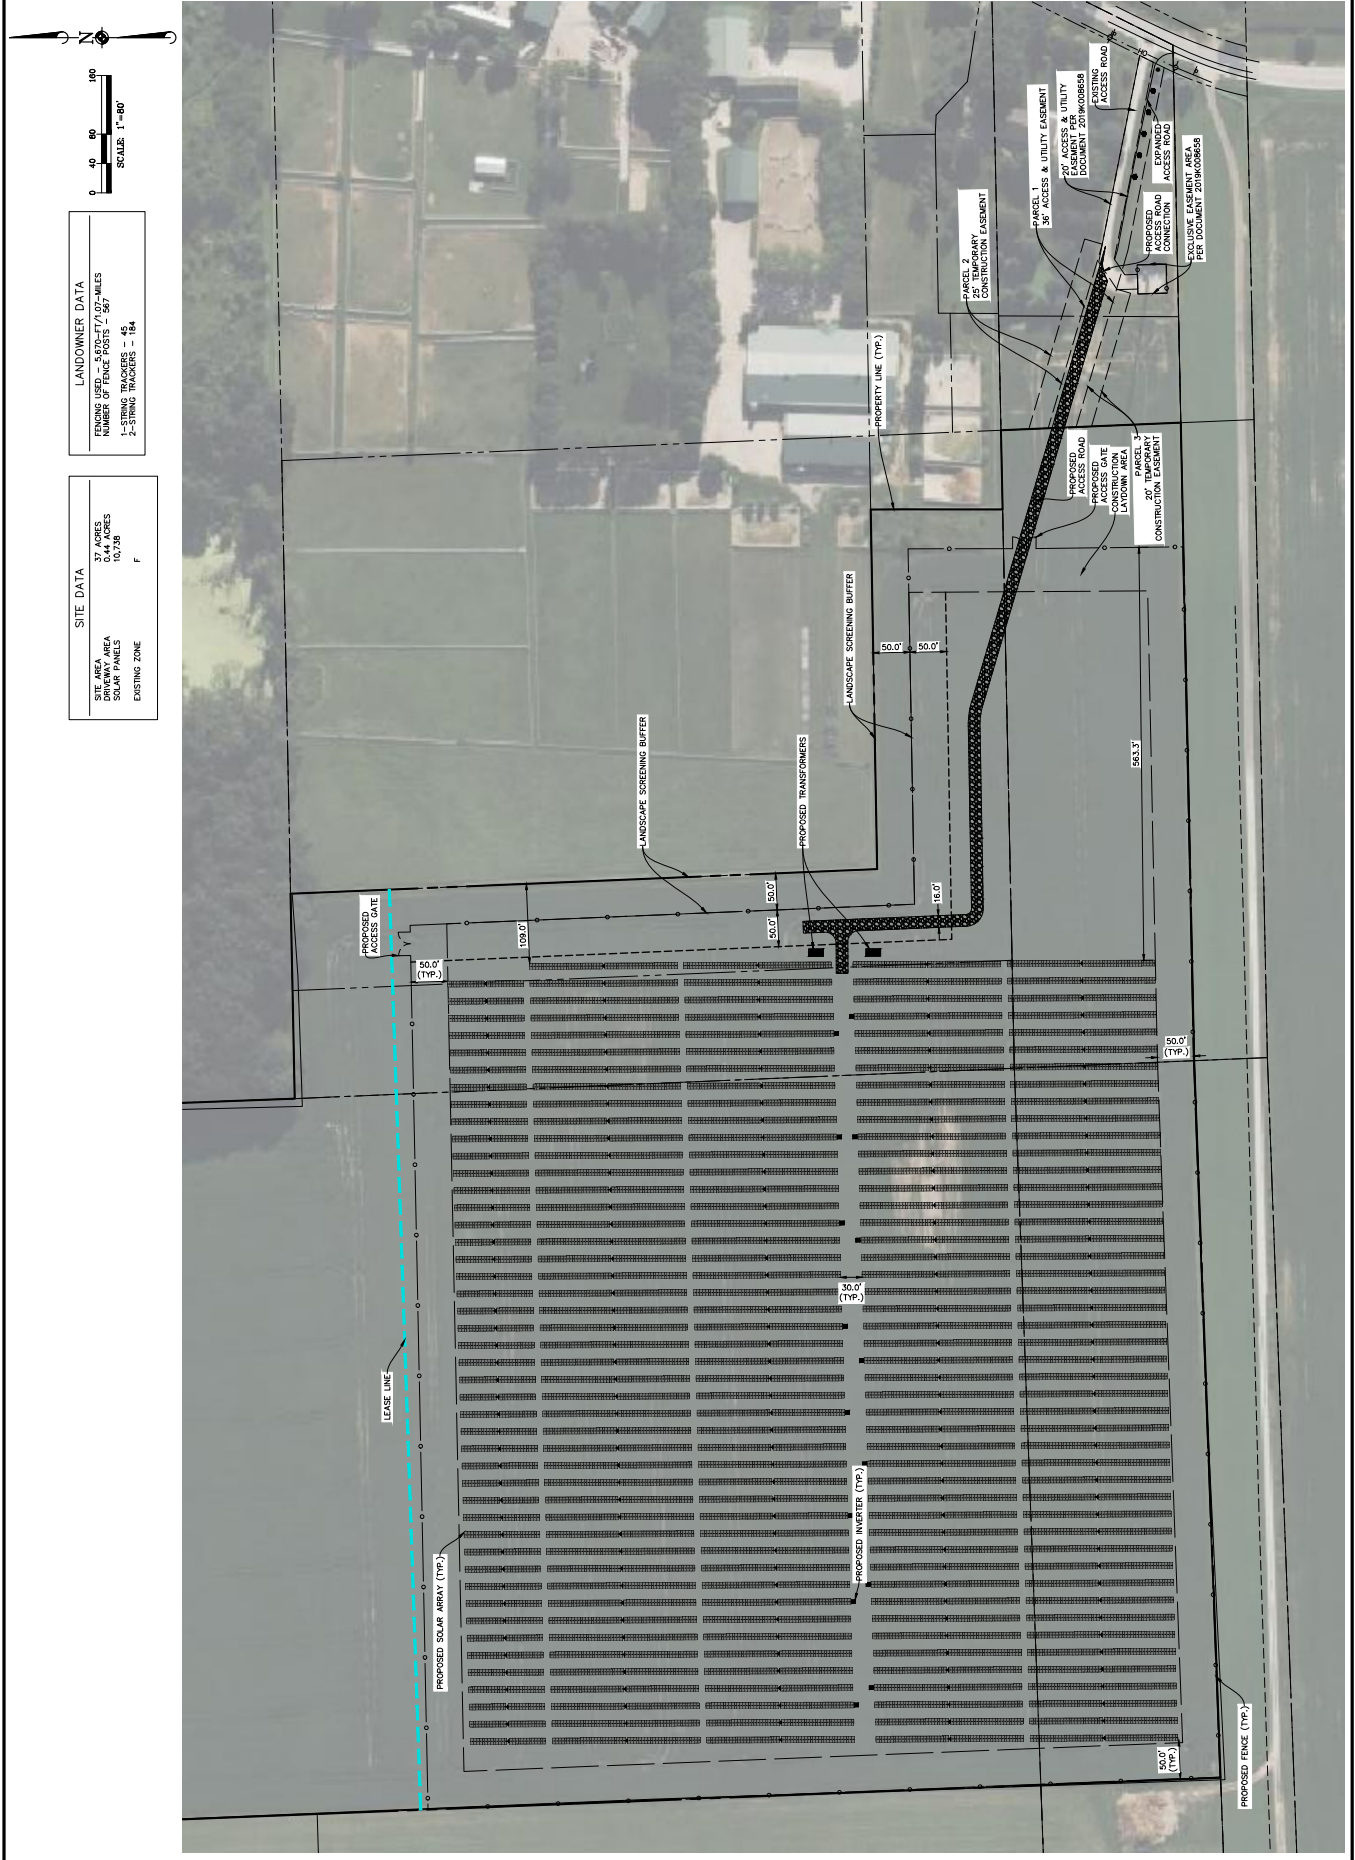 N
0 40 80 160
SCALE: 1"=80'
LANDOWNER DATA
FENCING USED - 5,670-FT/1.07-MILES
NUMBER OF FENCE POSTS - 567
1-STRING TRACKERS - 45
2-STRING TRACKERS - 184
SITE DATA
SITE AREA 37 ACRES
DRIVEWAY AREA 0.44 ACRES
SOLAR PANELS 10,738
EXISTING ZONE F
EXISTING
ACCESS ROAD
20' ACCESS & UTILITY
EASEMENT PER
DOCUMENT 2019K008658
PARCEL 1
36' ACCESS & UTILITY EASEMENT
PARCEL 2
25' TEMPORARY
CONSTRUCTION EASEMENT
EXPANDED
ACCESS ROAD
PROPOSED
ACCESS ROAD
CONNECTION
EXCLUSIVE EASEMENT AREA
PER DOCUMENT 2019K008658
PROPERTY LINE (TYP.)
PROPOSED
ACCESS ROAD
PROPOSED
ACCESS GATE
CONSTRUCTION
LAYDOWN AREA
PARCEL 3
20' TEMPORARY
CONSTRUCTION EASEMENT
LANDSCAPE SCREENING BUFFER
50.0'
50.0'
563.3'
LANDSCAPE SCREENING BUFFER
PROPOSED TRANSFORMERS
PROPOSED
ACCESS GATE
109.0'
50.0'
50.0'
16.0'
50.0'
(TYP.)
50.0'
(TYP.)
30.0'
(TYP.)
LEASE LINE
PROPOSED INVERTER (TYP.)
PROPOSED SOLAR ARRAY (TYP.)
50.0'
(TYP.)
PROPOSED FENCE (TYP.)